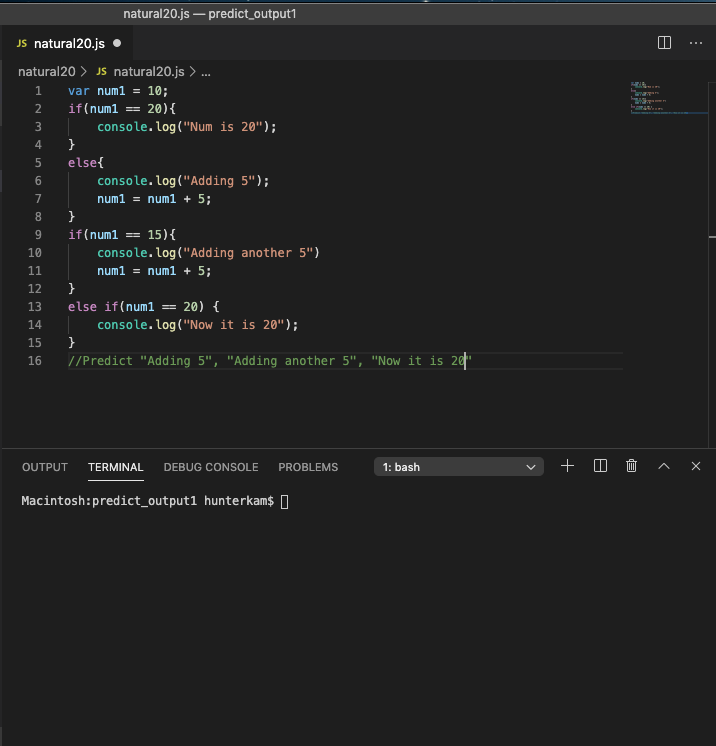 natural20.js — predict_output1
JS natural20.js ●
natural20 > JS natural20.js > ...
1 var num1 = 10;
2 if(num1 == 20){
3     console.log("Num is 20");
4 }
5 else{
6     console.log("Adding 5");
7     num1 = num1 + 5;
8 }
9 if(num1 == 15){
10     console.log("Adding another 5")
11     num1 = num1 + 5;
12 }
13 else if(num1 == 20) {
14     console.log("Now it is 20");
15 }
16 //Predict "Adding 5", "Adding another 5", "Now it is 20"
OUTPUT TERMINAL DEBUG CONSOLE PROBLEMS 1: bash
Macintosh:predict_output1 hunterkam$